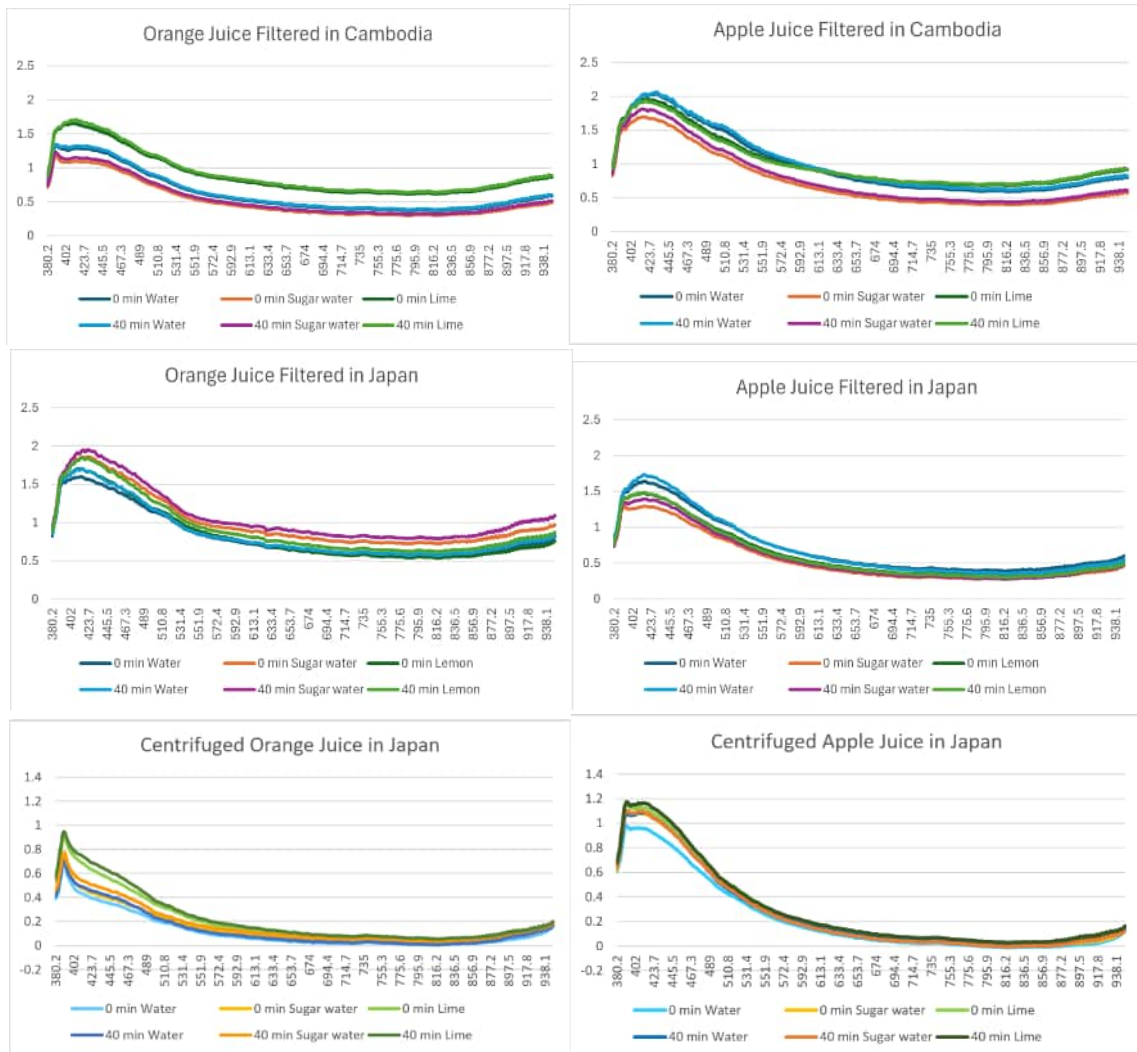 Orange Juice Filtered in Cambodia
2.5
2
1.5
1
0.5
0
380.2 402 423.7 445.5 467.3 489 510.8 531.4 551.9 572.4 592.9 613.1 633.4 653.7 674 694.4 714.7 735 755.3 775.6 795.9 816.2 836.5 856.9 877.2 897.5 917.8 938.1
0 min Water 0 min Sugar water 0 min Lime
40 min Water 40 min Sugar water 40 min Lime
Apple Juice Filtered in Cambodia
2.5
2
1.5
1
0.5
0
380.2 402 423.7 445.5 467.3 489 510.8 531.4 551.9 572.4 592.9 613.1 633.4 653.7 674 694.4 714.7 735 755.3 775.6 795.9 816.2 836.5 856.9 877.2 897.5 917.8 938.1
0 min Water 0 min Sugar water 0 min Lime
40 min Water 40 min Sugar water 40 min Lime
Orange Juice Filtered in Japan
2.5
2
1.5
1
0.5
0
380.2 402 423.7 445.5 467.3 489 510.8 531.4 551.9 572.4 592.9 613.1 633.4 653.7 674 694.4 714.7 735 755.3 775.6 795.9 816.2 836.5 856.9 877.2 897.5 917.8 938.1
0 min Water 0 min Sugar water 0 min Lemon
40 min Water 40 min Sugar water 40 min Lemon
Apple Juice Filtered in Japan
2.5
2
1.5
1
0.5
0
380.2 402 423.7 445.5 467.3 489 510.8 531.4 551.9 572.4 592.9 613.1 633.4 653.7 674 694.4 714.7 735 755.3 775.6 795.9 816.2 836.5 856.9 877.2 897.5 917.8 938.1
0 min Water 0 min Sugar water 0 min Lemon
40 min Water 40 min Sugar water 40 min Lemon
Centrifuged Orange Juice in Japan
1.4
1.2
1
0.8
0.6
0.4
0.2
0
-0.2
380.2 402 423.7 445.5 467.3 489 510.8 531.4 551.9 572.4 592.9 613.1 633.4 653.7 674 694.4 714.7 735 755.3 775.6 795.9 816.2 836.5 856.9 877.2 897.5 917.8 938.1
0 min Water 0 min Sugar water 0 min Lime
40 min Water 40 min Sugar water 40 min Lime
Centrifuged Apple Juice in Japan
1.4
1.2
1
0.8
0.6
0.4
0.2
0
-0.2
380.2 402 423.7 445.5 467.3 489 510.8 531.4 551.9 572.4 592.9 613.1 633.4 653.7 674 694.4 714.7 735 755.3 775.6 795.9 816.2 836.5 856.9 877.2 897.5 917.8 938.1
0 min Water 0 min Sugar water 0 min Lime
40 min Water 40 min Sugar water 40 min Lime